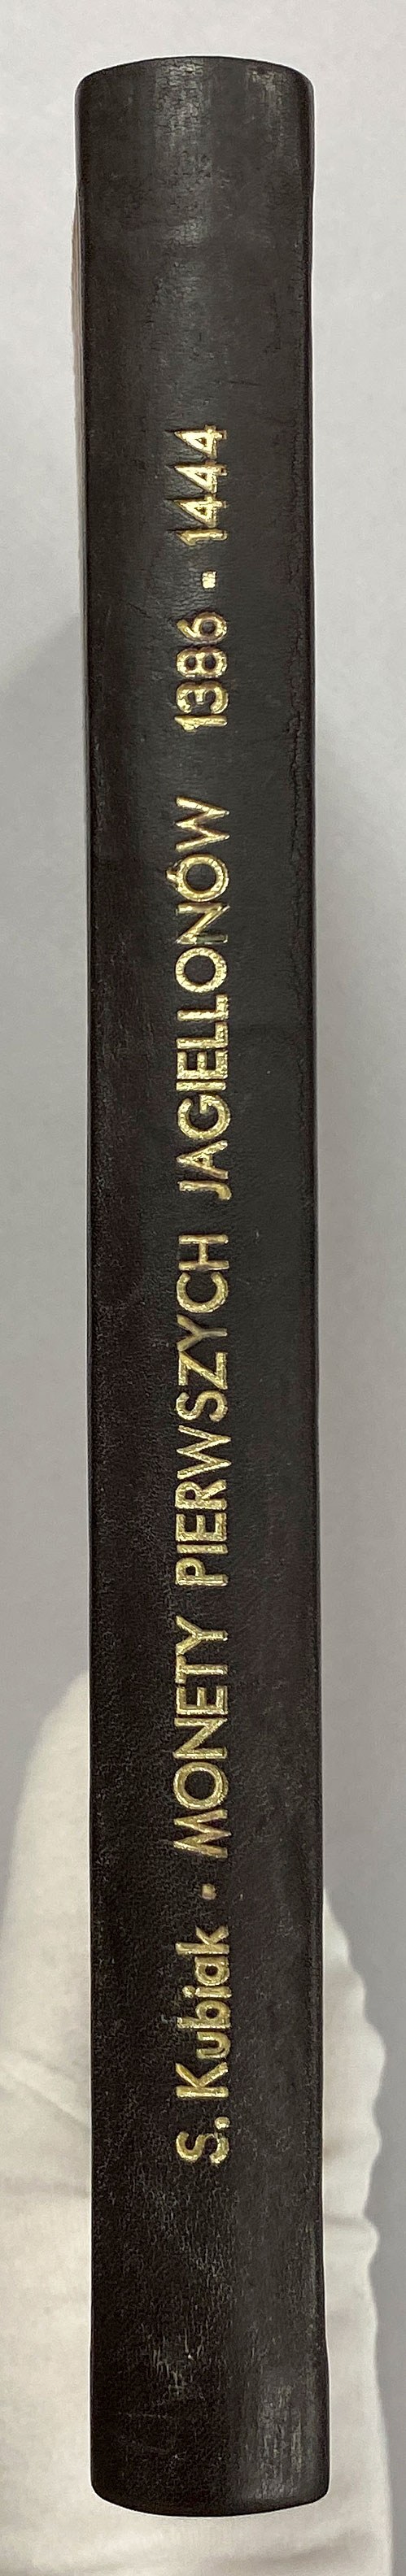 S. Kubiak · MONETY PIERWSZYCH JAGIELLONÓW 1386 - 1444